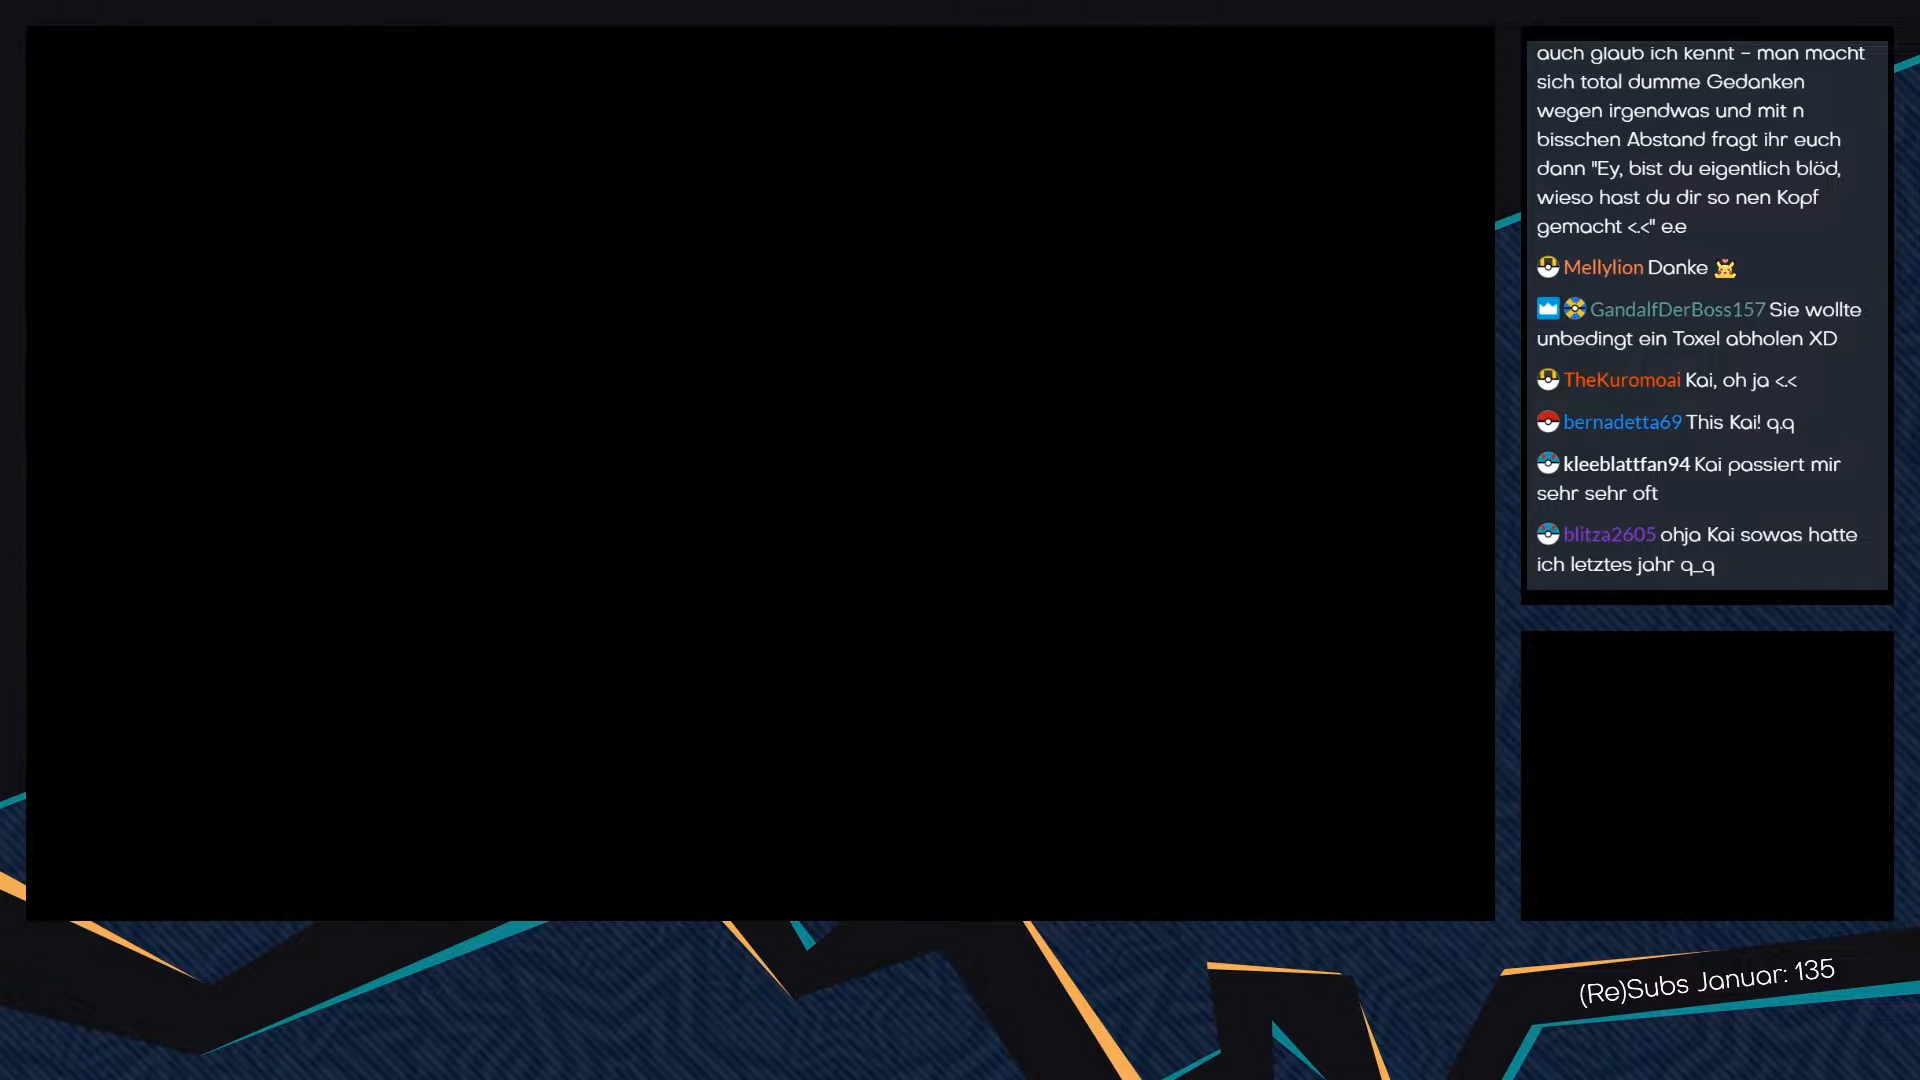 auch glaub ich kennt - man macht
sich total dumme Gedanken
wegen irgendwas und mit n
bisschen Abstand fragt ihr euch
dann "Ey, bist du eigentlich blöd,
wieso hast du dir so nen Kopf
gemacht <.<" e.e
Mellylion Danke
GandalfDerBoss157 Sie wollte
unbedingt ein Toxel abholen XD
TheKuromoai Kai, oh ja <.<
bernadetta69 This Kai! q.q
kleeblattfan94 Kai passiert mir
sehr sehr oft
blitza2605 ohja Kai sowas hatte
ich letztes jahr q_q
(Re)Subs Januar: 135